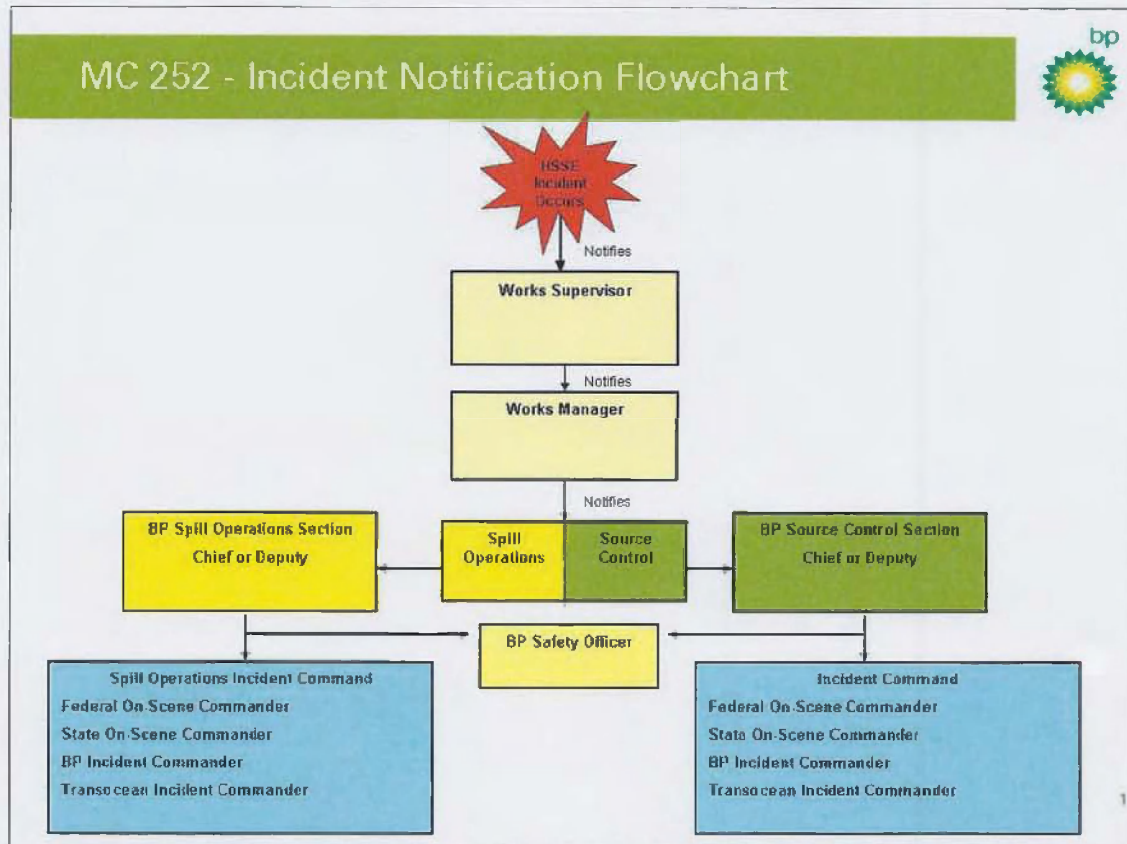 bp
MC 252 - Incident Notification Flowchart
HSSE
Incident
Occurs
Notifies
Works Supervisor
Notifies
Works Manager
Notifies
BP Spill Operations Section
Chief or Deputy
Spill
Operations
Source
Control
BP Source Control Section
Chief or Deputy
BP Safety Officer
Spill Operations Incident Command
Federal On-Scene Commander
State On-Scene Commander
BP Incident Commander
Transocean Incident Commander
Incident Command
Federal On-Scene Commander
State On-Scene Commander
BP Incident Commander
Transocean Incident Commander
1